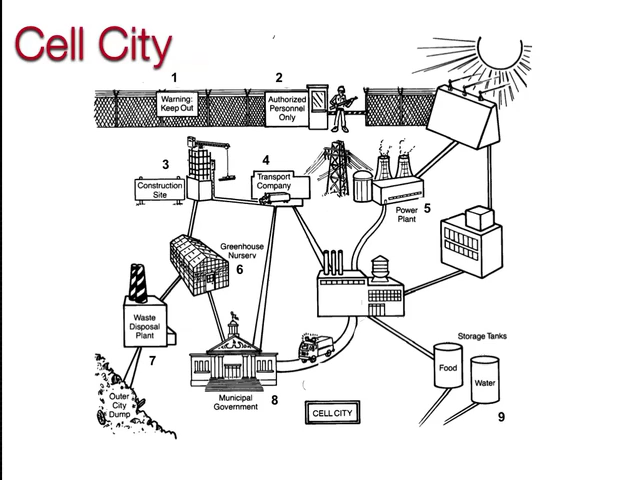 Cell City
1
2
Warning:
Keep Out
Authorized
Personnel
Only
3
4
Construction
Site
Transport
Company
Power
Plant
5
Greenhouse
Nursery
6
Waste
Disposal
Plant
7
Storage Tanks
Food
Water
Outer
City
Dump
Municipal
Government
8
CELL CITY
9